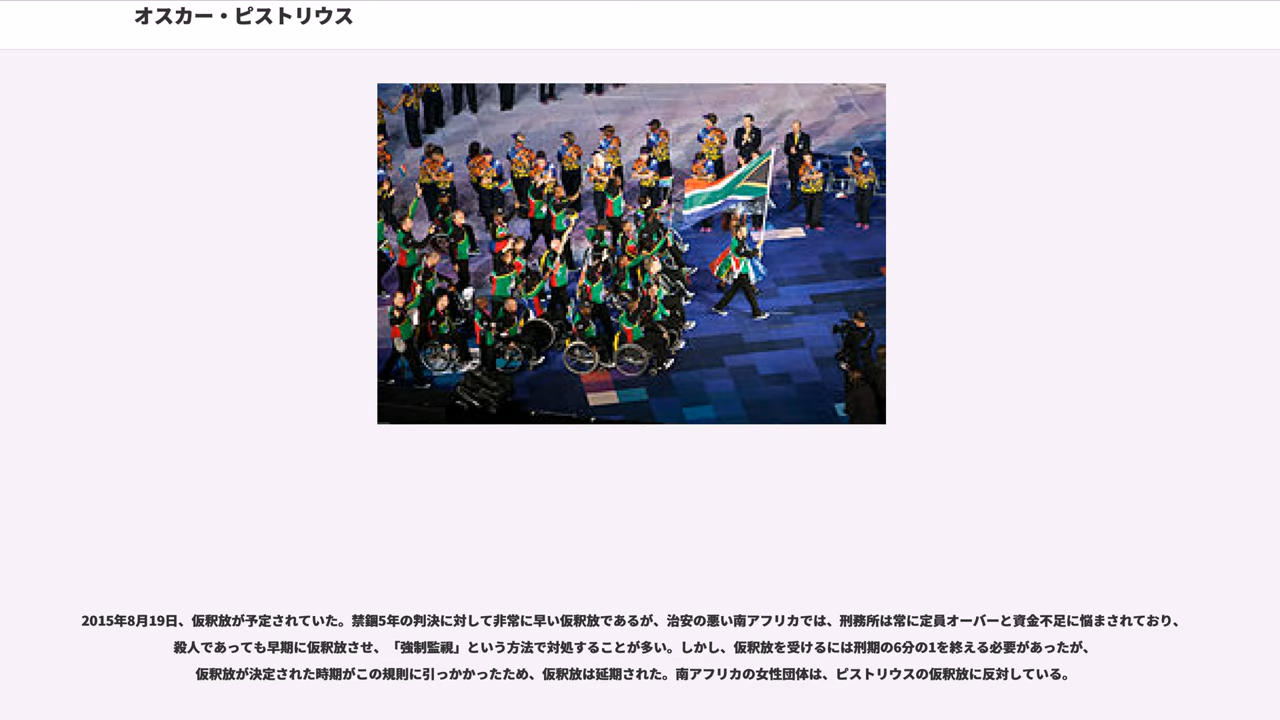 オスカー・ピストリウス
2015年8月19日、仮釈放が予定されていた。禁錮5年の判決に対して非常に早い仮釈放であるが、治安の悪い南アフリカでは、刑務所は常に定員オーバーと資金不足に悩まされており、
殺人であっても早期に仮釈放させ、「強制監視」という方法で対処することが多い。しかし、仮釈放を受けるには刑期の6分の1を終える必要があったが、
仮釈放が決定された時期がこの規則に引っかかったため、仮釈放は延期された。南アフリカの女性団体は、ピストリウスの仮釈放に反対している。